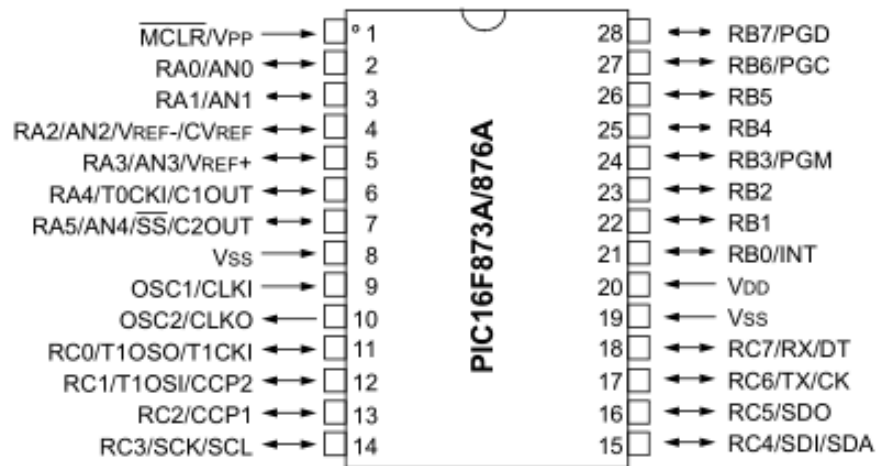 MCLR/VPP
RA0/AN0
RA1/AN1
RA2/AN2/VREF-/CVREF
RA3/AN3/VREF+
RA4/T0CKI/C1OUT
RA5/AN4/SS/C2OUT
VSS
OSC1/CLKI
OSC2/CLKO
RC0/T1OSO/T1CKI
RC1/T1OSI/CCP2
RC2/CCP1
RC3/SCK/SCL
1
2
3
4
5
6
7
8
9
10
11
12
13
14
PIC16F873A/876A
28
27
26
25
24
23
22
21
20
19
18
17
16
15
RB7/PGD
RB6/PGC
RB5
RB4
RB3/PGM
RB2
RB1
RB0/INT
VDD
VSS
RC7/RX/DT
RC6/TX/CK
RC5/SDO
RC4/SDI/SDA